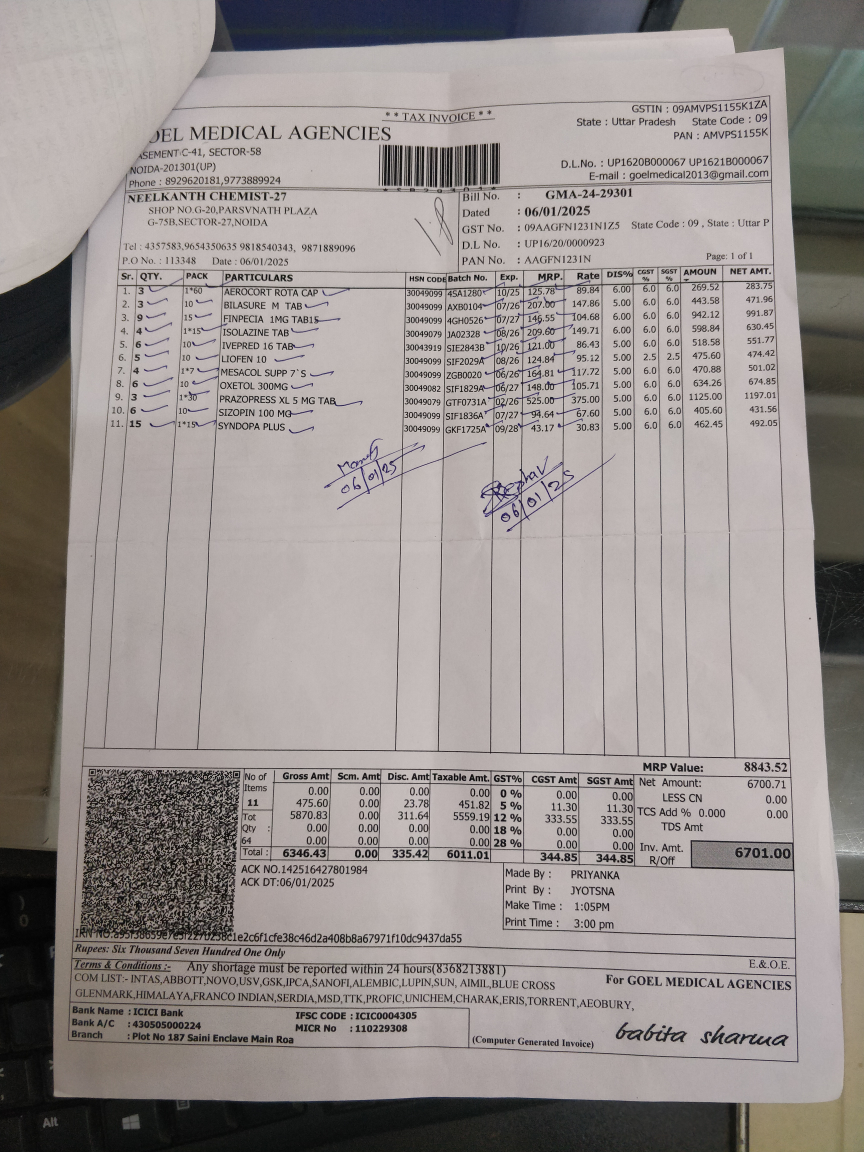 ** TAX INVOICE **
GSTIN : 09AMVPS1155K1ZA
State : Uttar Pradesh State Code : 09
PAN : AMVPS1155K
OEL MEDICAL AGENCIES
ASEMENT C-41, SECTOR-58
NOIDA-201301(UP)
Phone : 8929620181,9773889924
D.L.No. : UP1620B000067 UP1621B000067
E-mail : goelmedical2013@gmail.com
NEELKANTH CHEMIST-27
SHOP NO.G-20,PARSVNATH PLAZA
G-75B,SECTOR-27,NOIDA
Tel : 4357583,9654350635 9818540343, 9871889096
P.O No. : 113348 Date : 06/01/2025
Bill No. : GMA-24-29301
Dated : 06/01/2025
GST No. : 09AAGFN1231N1Z5 State Code : 09 , State : Uttar P
D.L No. : UP16/20/0000923
PAN No. : AAGFN1231N Page: 1 of 1
Sr. QTY. PACK PARTICULARS HSN CODE Batch No. Exp. MRP. Rate DIS% CGST % SGST % AMOUN NET AMT.
1. 3 1*60 AEROCORT ROTA CAP 30049099 4SA1280 10/25 125.78 89.84 6.00 6.0 6.0 269.52 283.75
2. 3 10 BILASURE M TAB 30049099 AXB0104 07/26 207.00 147.86 5.00 6.0 6.0 443.58 471.96
3. 9 15 FINPECIA 1MG TAB15 30049099 4GH0526 07/27 146.55 104.68 6.00 6.0 6.0 942.12 991.87
4. 4 1*15 ISOLAZINE TAB 30049079 JA02328 08/26 209.60 149.71 6.00 6.0 6.0 598.84 630.45
5. 6 10 IVEPRED 16 TAB 30043919 SIE2843B 10/26 121.00 86.43 5.00 6.0 6.0 518.58 551.77
6. 5 10 LIOFEN 10 30049099 SIF2029A 08/26 124.84 95.12 5.00 2.5 2.5 475.60 474.42
7. 4 1*7 MESACOL SUPP 7`S 30049099 ZGB0020 06/26 164.81 117.72 5.00 6.0 6.0 470.88 501.02
8. 6 10 OXETOL 300MG 30049082 SIF1829A 06/27 148.00 105.71 5.00 6.0 6.0 634.26 674.85
9. 3 1*30 PRAZOPRESS XL 5 MG TAB 30049079 GTF0731A 02/26 525.00 375.00 5.00 6.0 6.0 1125.00 1197.01
10. 6 10 SIZOPIN 100 MG 30049099 SIF1836A 07/27 94.64 67.60 5.00 6.0 6.0 405.60 431.56
11. 15 1*15 SYNDOPA PLUS 30049099 GKF1725A 09/28 43.17 30.83 5.00 6.0 6.0 462.45 492.05
06/01/25
06/01/25
MRP Value: 8843.52
No of Items 11 Tot Qty : 64
Gross Amt Scm. Amt Disc. Amt Taxable Amt. GST% CGST Amt SGST Amt
0.00 0.00 0.00 0.00 0 % 0.00 0.00
475.60 0.00 23.78 451.82 5 % 11.30 11.30
5870.83 0.00 311.64 5559.19 12 % 333.55 333.55
0.00 0.00 0.00 0.00 18 % 0.00 0.00
0.00 0.00 0.00 0.00 28 % 0.00 0.00
Total : 6346.43 0.00 335.42 6011.01 344.85 344.85
Net Amount: 6700.71
LESS CN 0.00
TCS Add % 0.000 0.00
TDS Amt
Inv. Amt. R/Off 6701.00
ACK NO.142516427801984
ACK DT:06/01/2025
Made By : PRIYANKA
Print By : JYOTSNA
Make Time : 1:05PM
Print Time : 3:00 pm
Rupees: Six Thousand Seven Hundred One Only
E.&O.E.
Terms & Conditions :- Any shortage must be reported within 24 hours(8368213881)
COM LIST:- INTAS,ABBOTT,NOVO,USV,GSK,IPCA,SANOFI,ALEMBIC,LUPIN,SUN, AIMIL,BLUE CROSS
GLENMARK,HIMALAYA,FRANCO INDIAN,SERDIA,MSD,TTK,PROFIC,UNICHEM,CHARAK,ERIS,TORRENT,AEOBURY,
For GOEL MEDICAL AGENCIES
Bank Name : ICICI Bank IFSC CODE : ICIC0004305
Bank A/C : 430505000224 MICR No : 110229308
Branch : Plot No 187 Saini Enclave Main Roa
(Computer Generated Invoice)
babita sharma
Alt